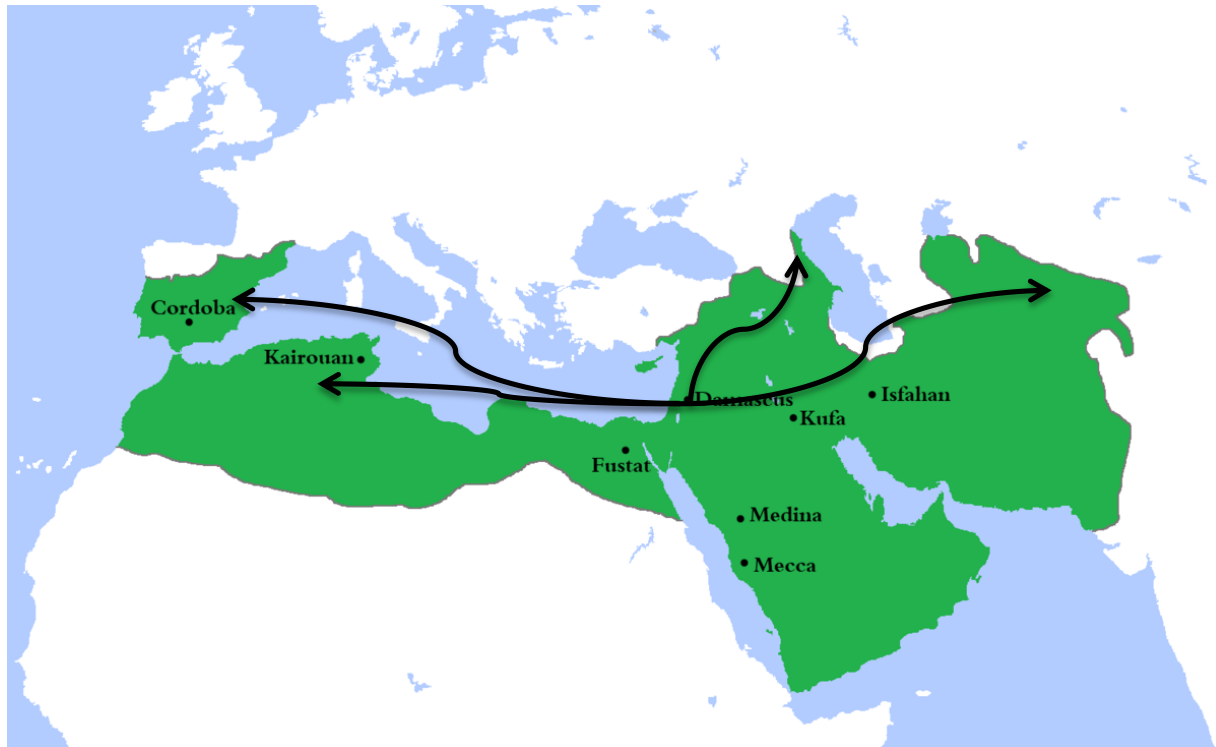 Cordoba
Kairouan
Damascus
Isfahan
Kufa
Fustat
Medina
Mecca